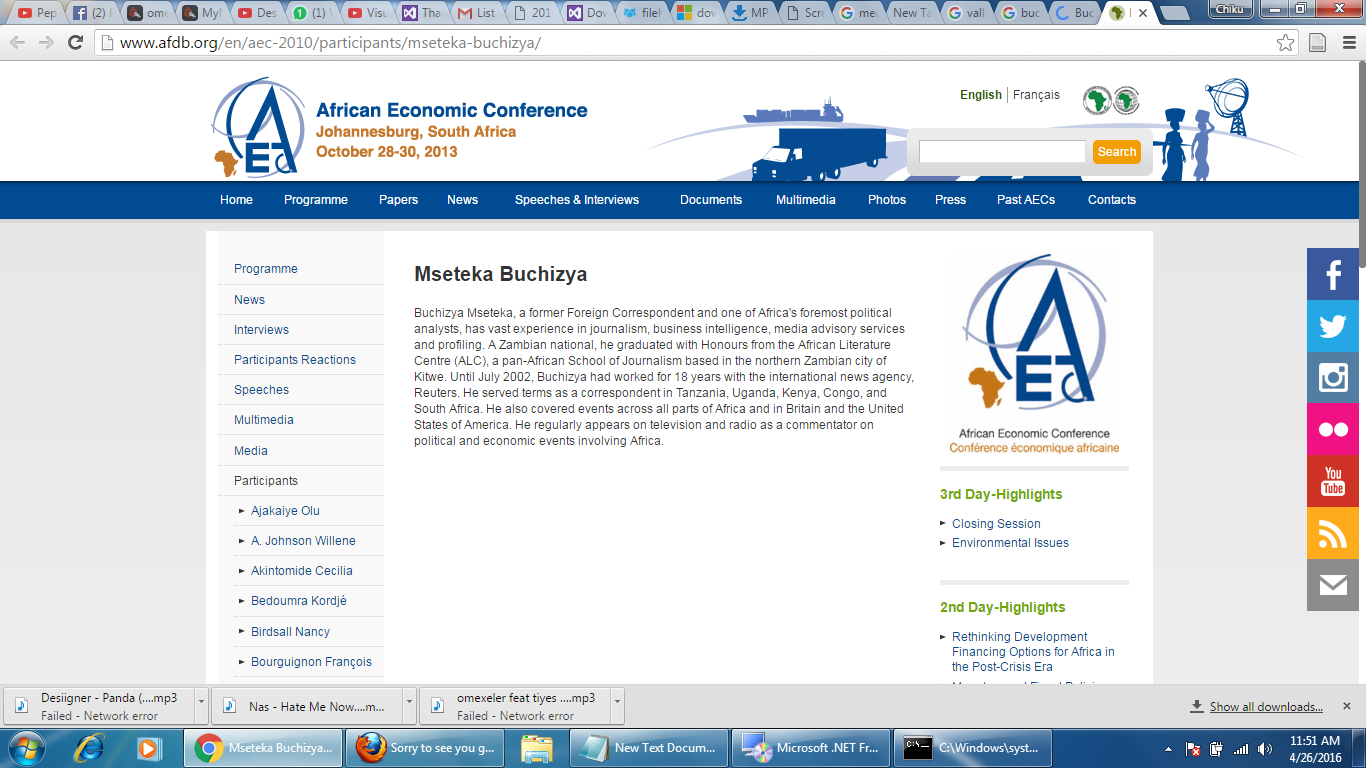 Pep
f (2) F
ome
MyI
Des
(1) V
Visu
Tha
List
201
Dov
fileH
dow
MP
Scre
med
New Ta
vall
buc
Buc
Chiku
www.afdb.org/en/aec-2010/participants/mseteka-buchizya/
African Economic Conference
Johannesburg, South Africa
October 28-30, 2013
English | Français
Search
Home Programme Papers News Speeches & Interviews Documents Multimedia Photos Press Past AECs Contacts
Programme
News
Interviews
Participants Reactions
Speeches
Multimedia
Media
Participants
Ajakaiye Olu
A. Johnson Willene
Akintomide Cecilia
Bedoumra Kordjé
Birdsall Nancy
Bourguignon François
Mseteka Buchizya
Buchizya Mseteka, a former Foreign Correspondent and one of Africa's foremost political
analysts, has vast experience in journalism, business intelligence, media advisory services
and profiling. A Zambian national, he graduated with Honours from the African Literature
Centre (ALC), a pan-African School of Journalism based in the northern Zambian city of
Kitwe. Until July 2002, Buchizya had worked for 18 years with the international news agency,
Reuters. He served terms as a correspondent in Tanzania, Uganda, Kenya, Congo, and
South Africa. He also covered events across all parts of Africa and in Britain and the United
States of America. He regularly appears on television and radio as a commentator on
political and economic events involving Africa.
African Economic Conference
Conférence économique africaine
3rd Day-Highlights
Closing Session
Environmental Issues
2nd Day-Highlights
Rethinking Development
Financing Options for Africa in
the Post-Crisis Era
You
Tube
Desiigner - Panda (....mp3
Failed - Network error
Nas - Hate Me Now....m...
omexeler feat tiyes ....mp3
Failed - Network error
Show all downloads...
Mseteka Buchizya...
Sorry to see you g...
New Text Docum...
Microsoft .NET Fr...
C:\Windows\syst...
11:51 AM
4/26/2016